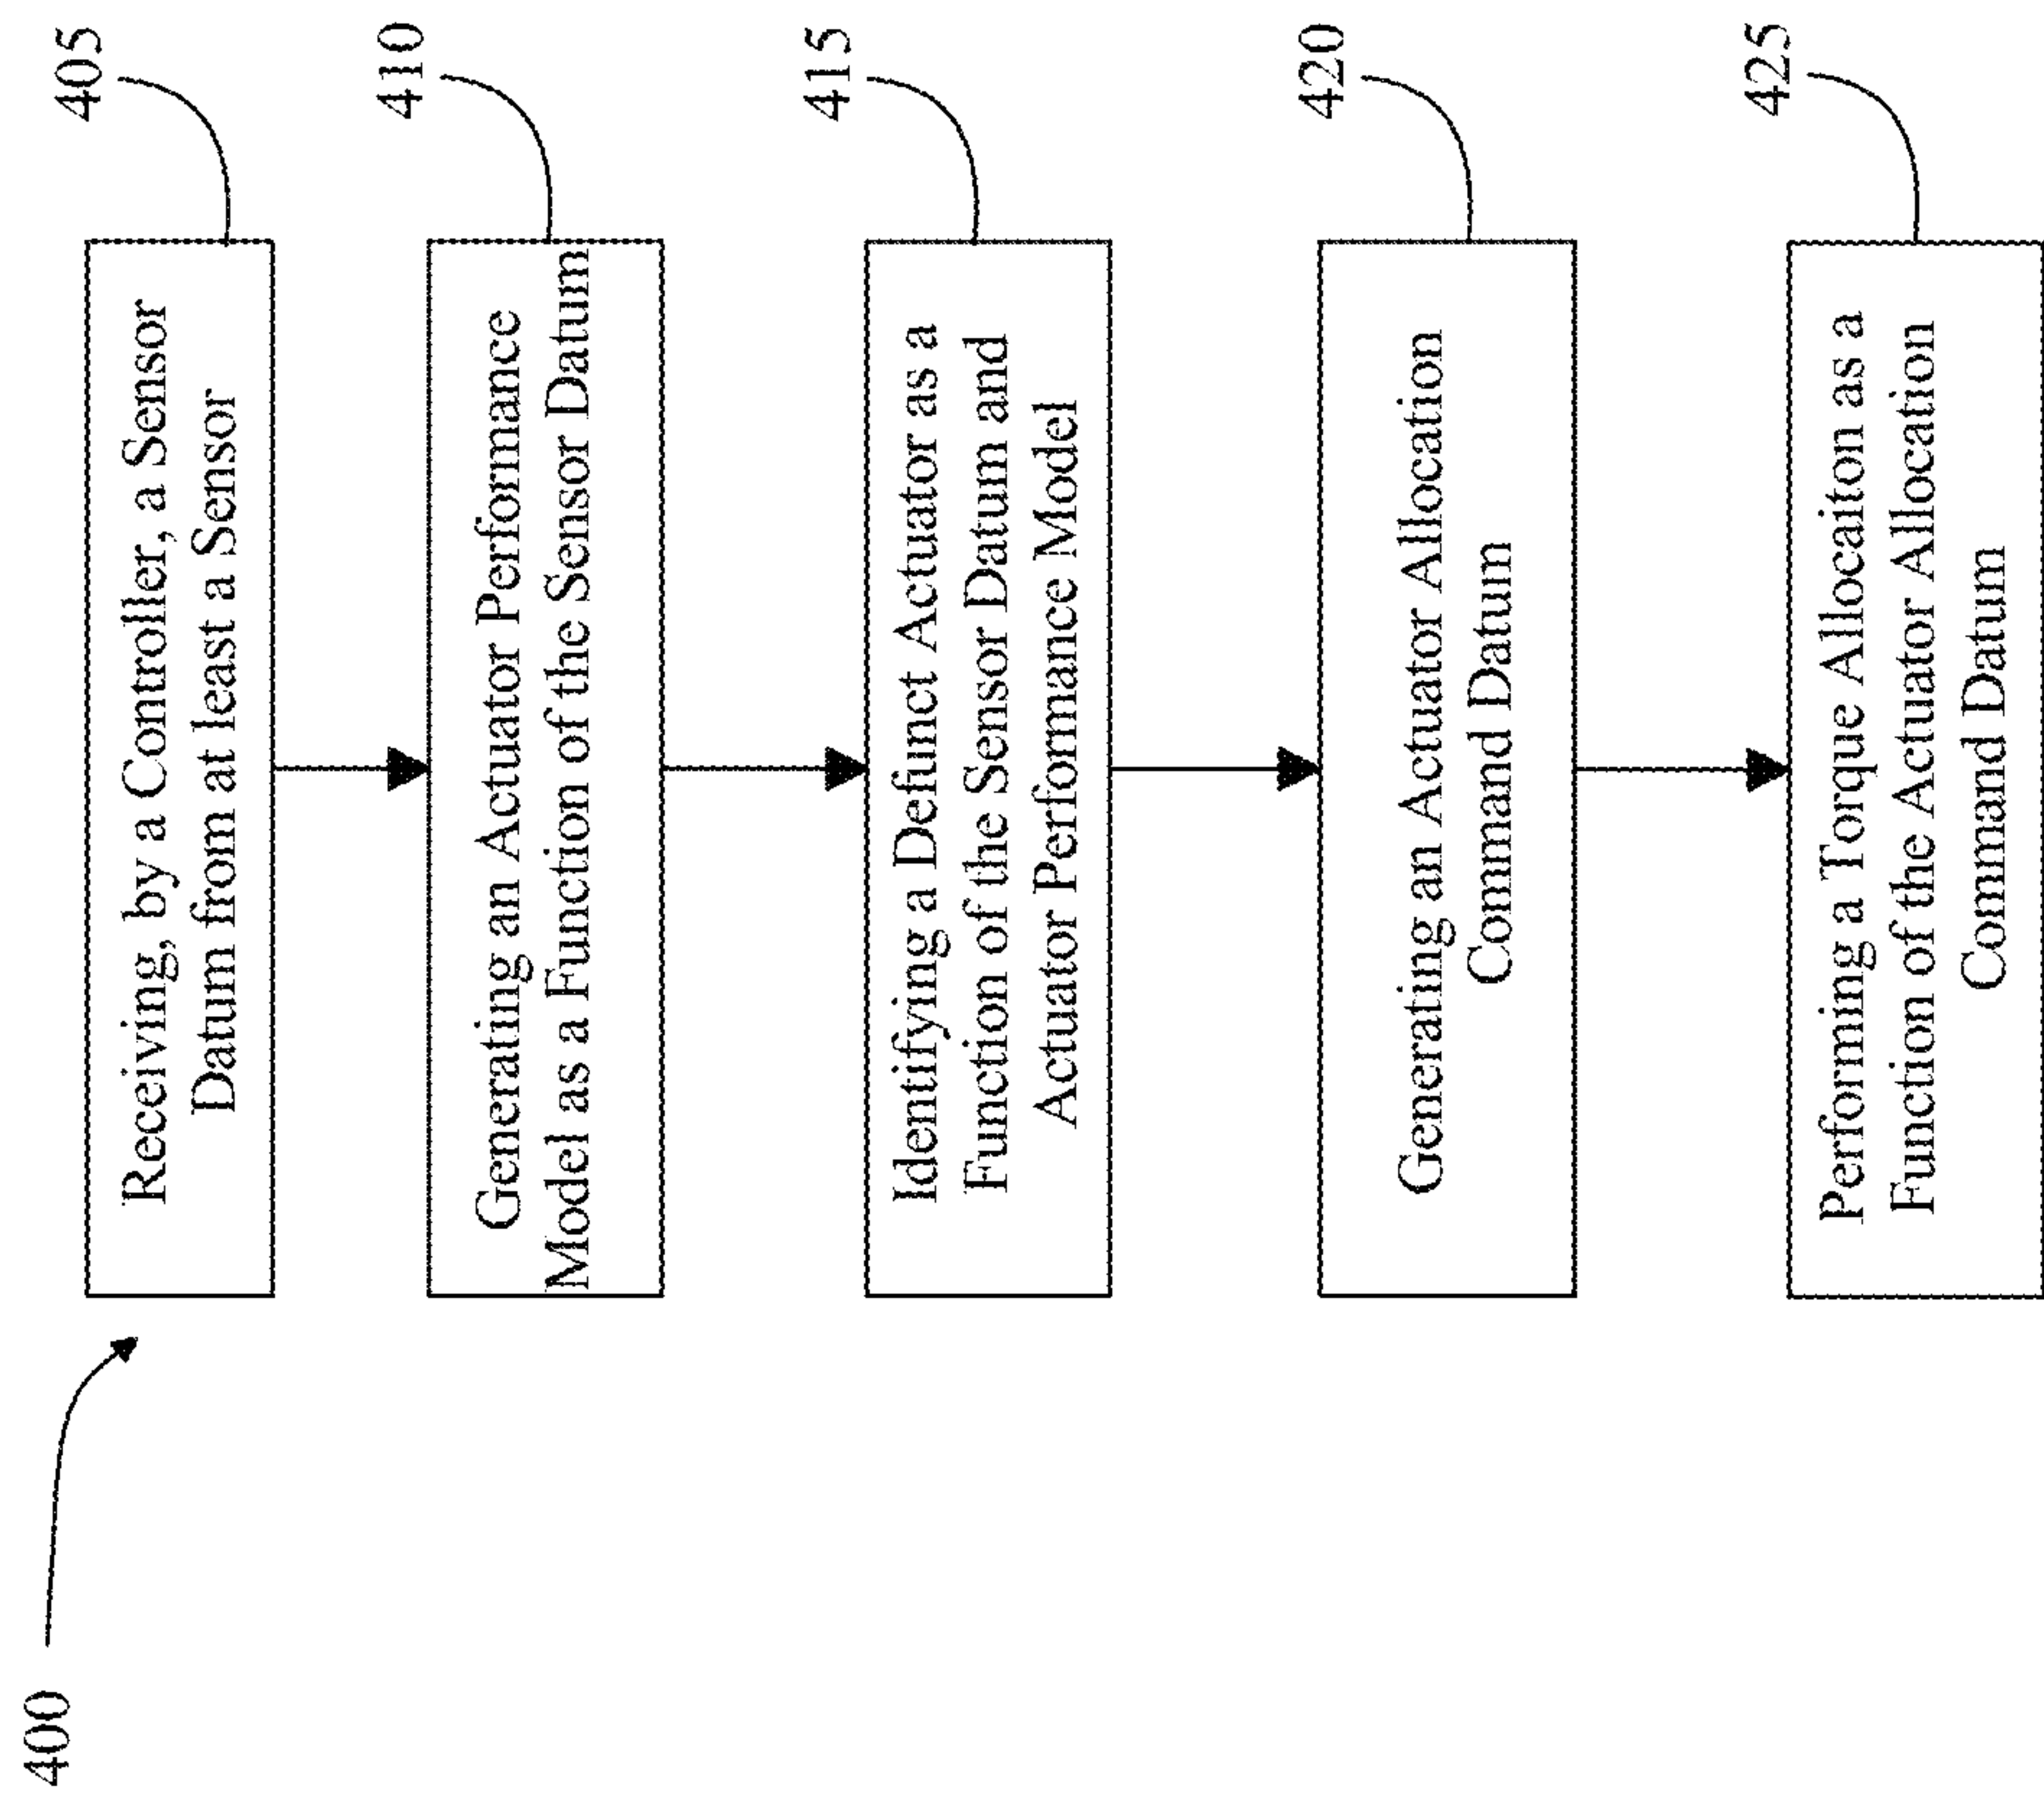 400
405
Receiving, by a Controller, a Sensor
Datum from at least a Sensor
410
Generating an Actuator Performance
Model as a Function of the Sensor Datum
415
Identifying a Defunct Actuator as a
Function of the Sensor Datum and
Actuator Performance Model
420
Generating an Actuator Allocation
Command Datum
425
Performing a Torque Allocaiton as a
Function of the Actuator Allocation
Command Datum